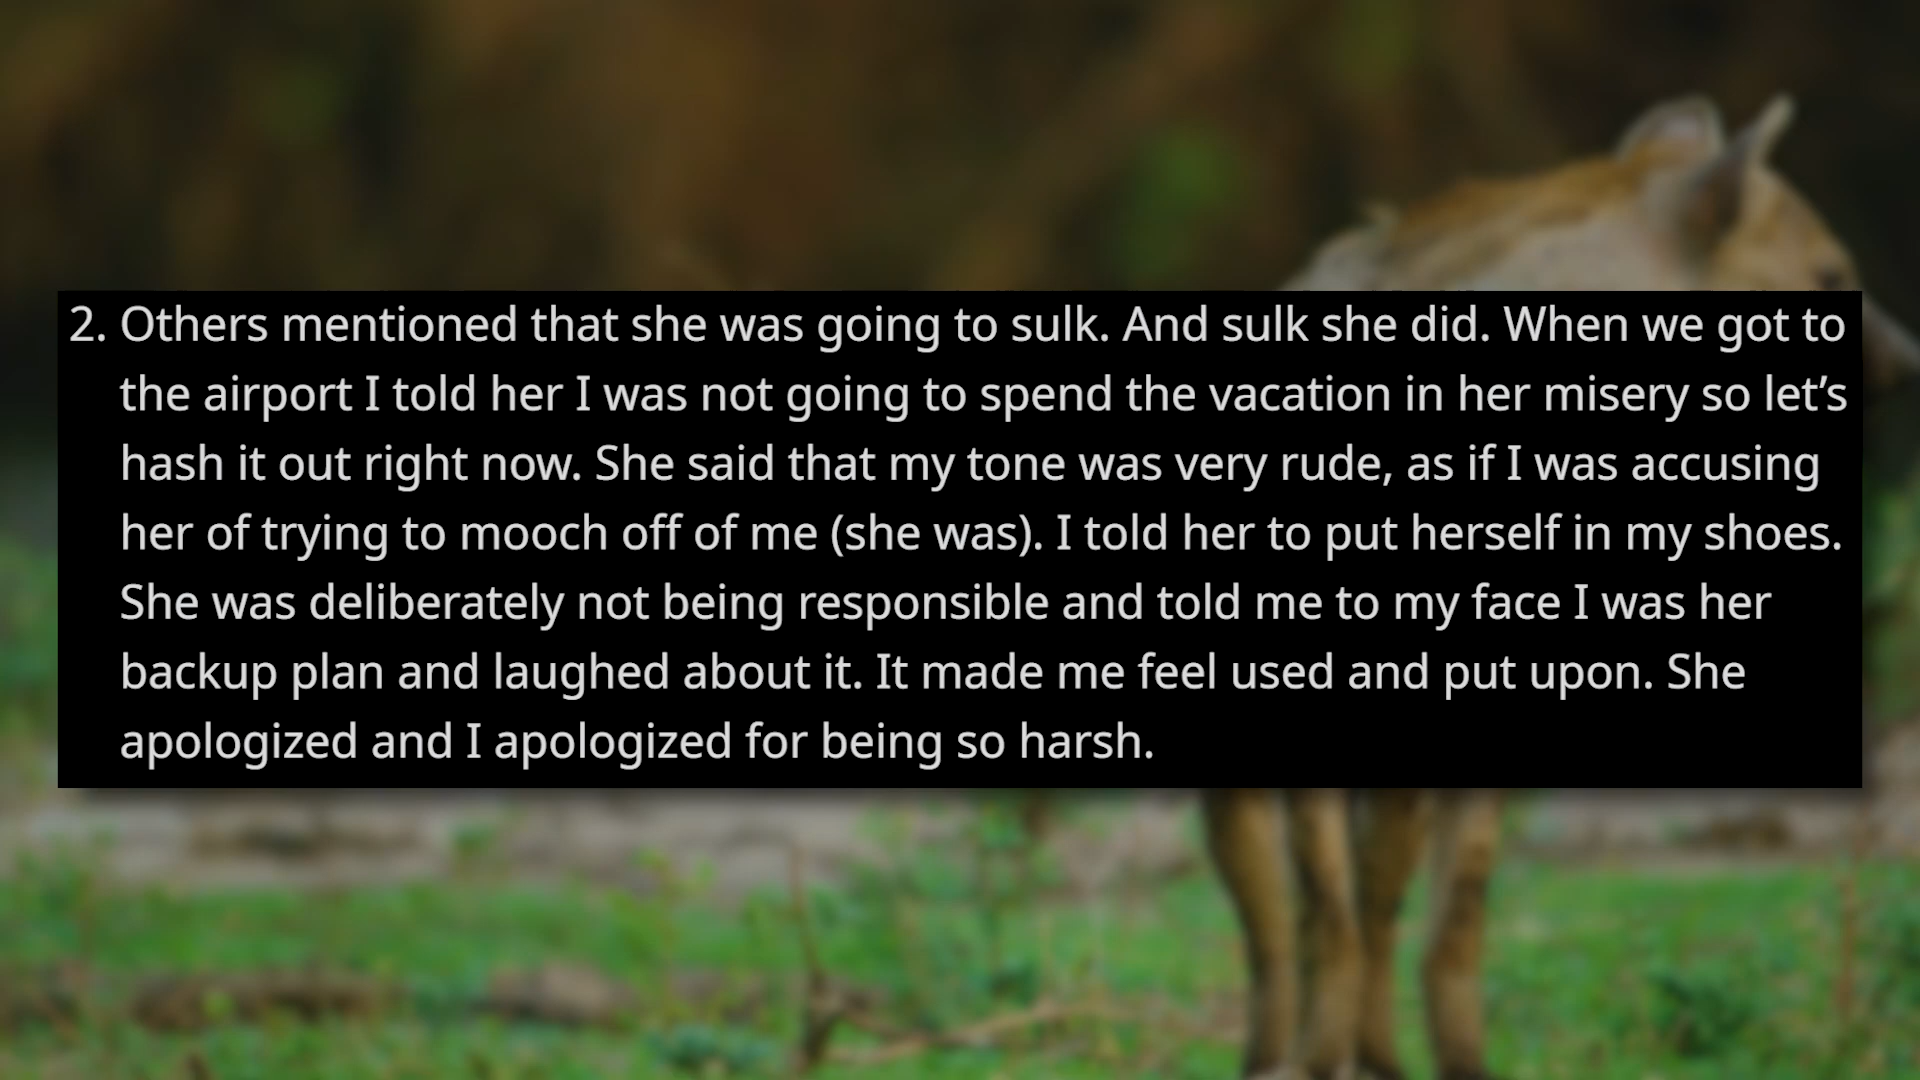 2. Others mentioned that she was going to sulk. And sulk she did. When we got to
the airport I told her I was not going to spend the vacation in her misery so let’s
hash it out right now. She said that my tone was very rude, as if I was accusing
her of trying to mooch off of me (she was). I told her to put herself in my shoes.
She was deliberately not being responsible and told me to my face I was her
backup plan and laughed about it. It made me feel used and put upon. She
apologized and I apologized for being so harsh.